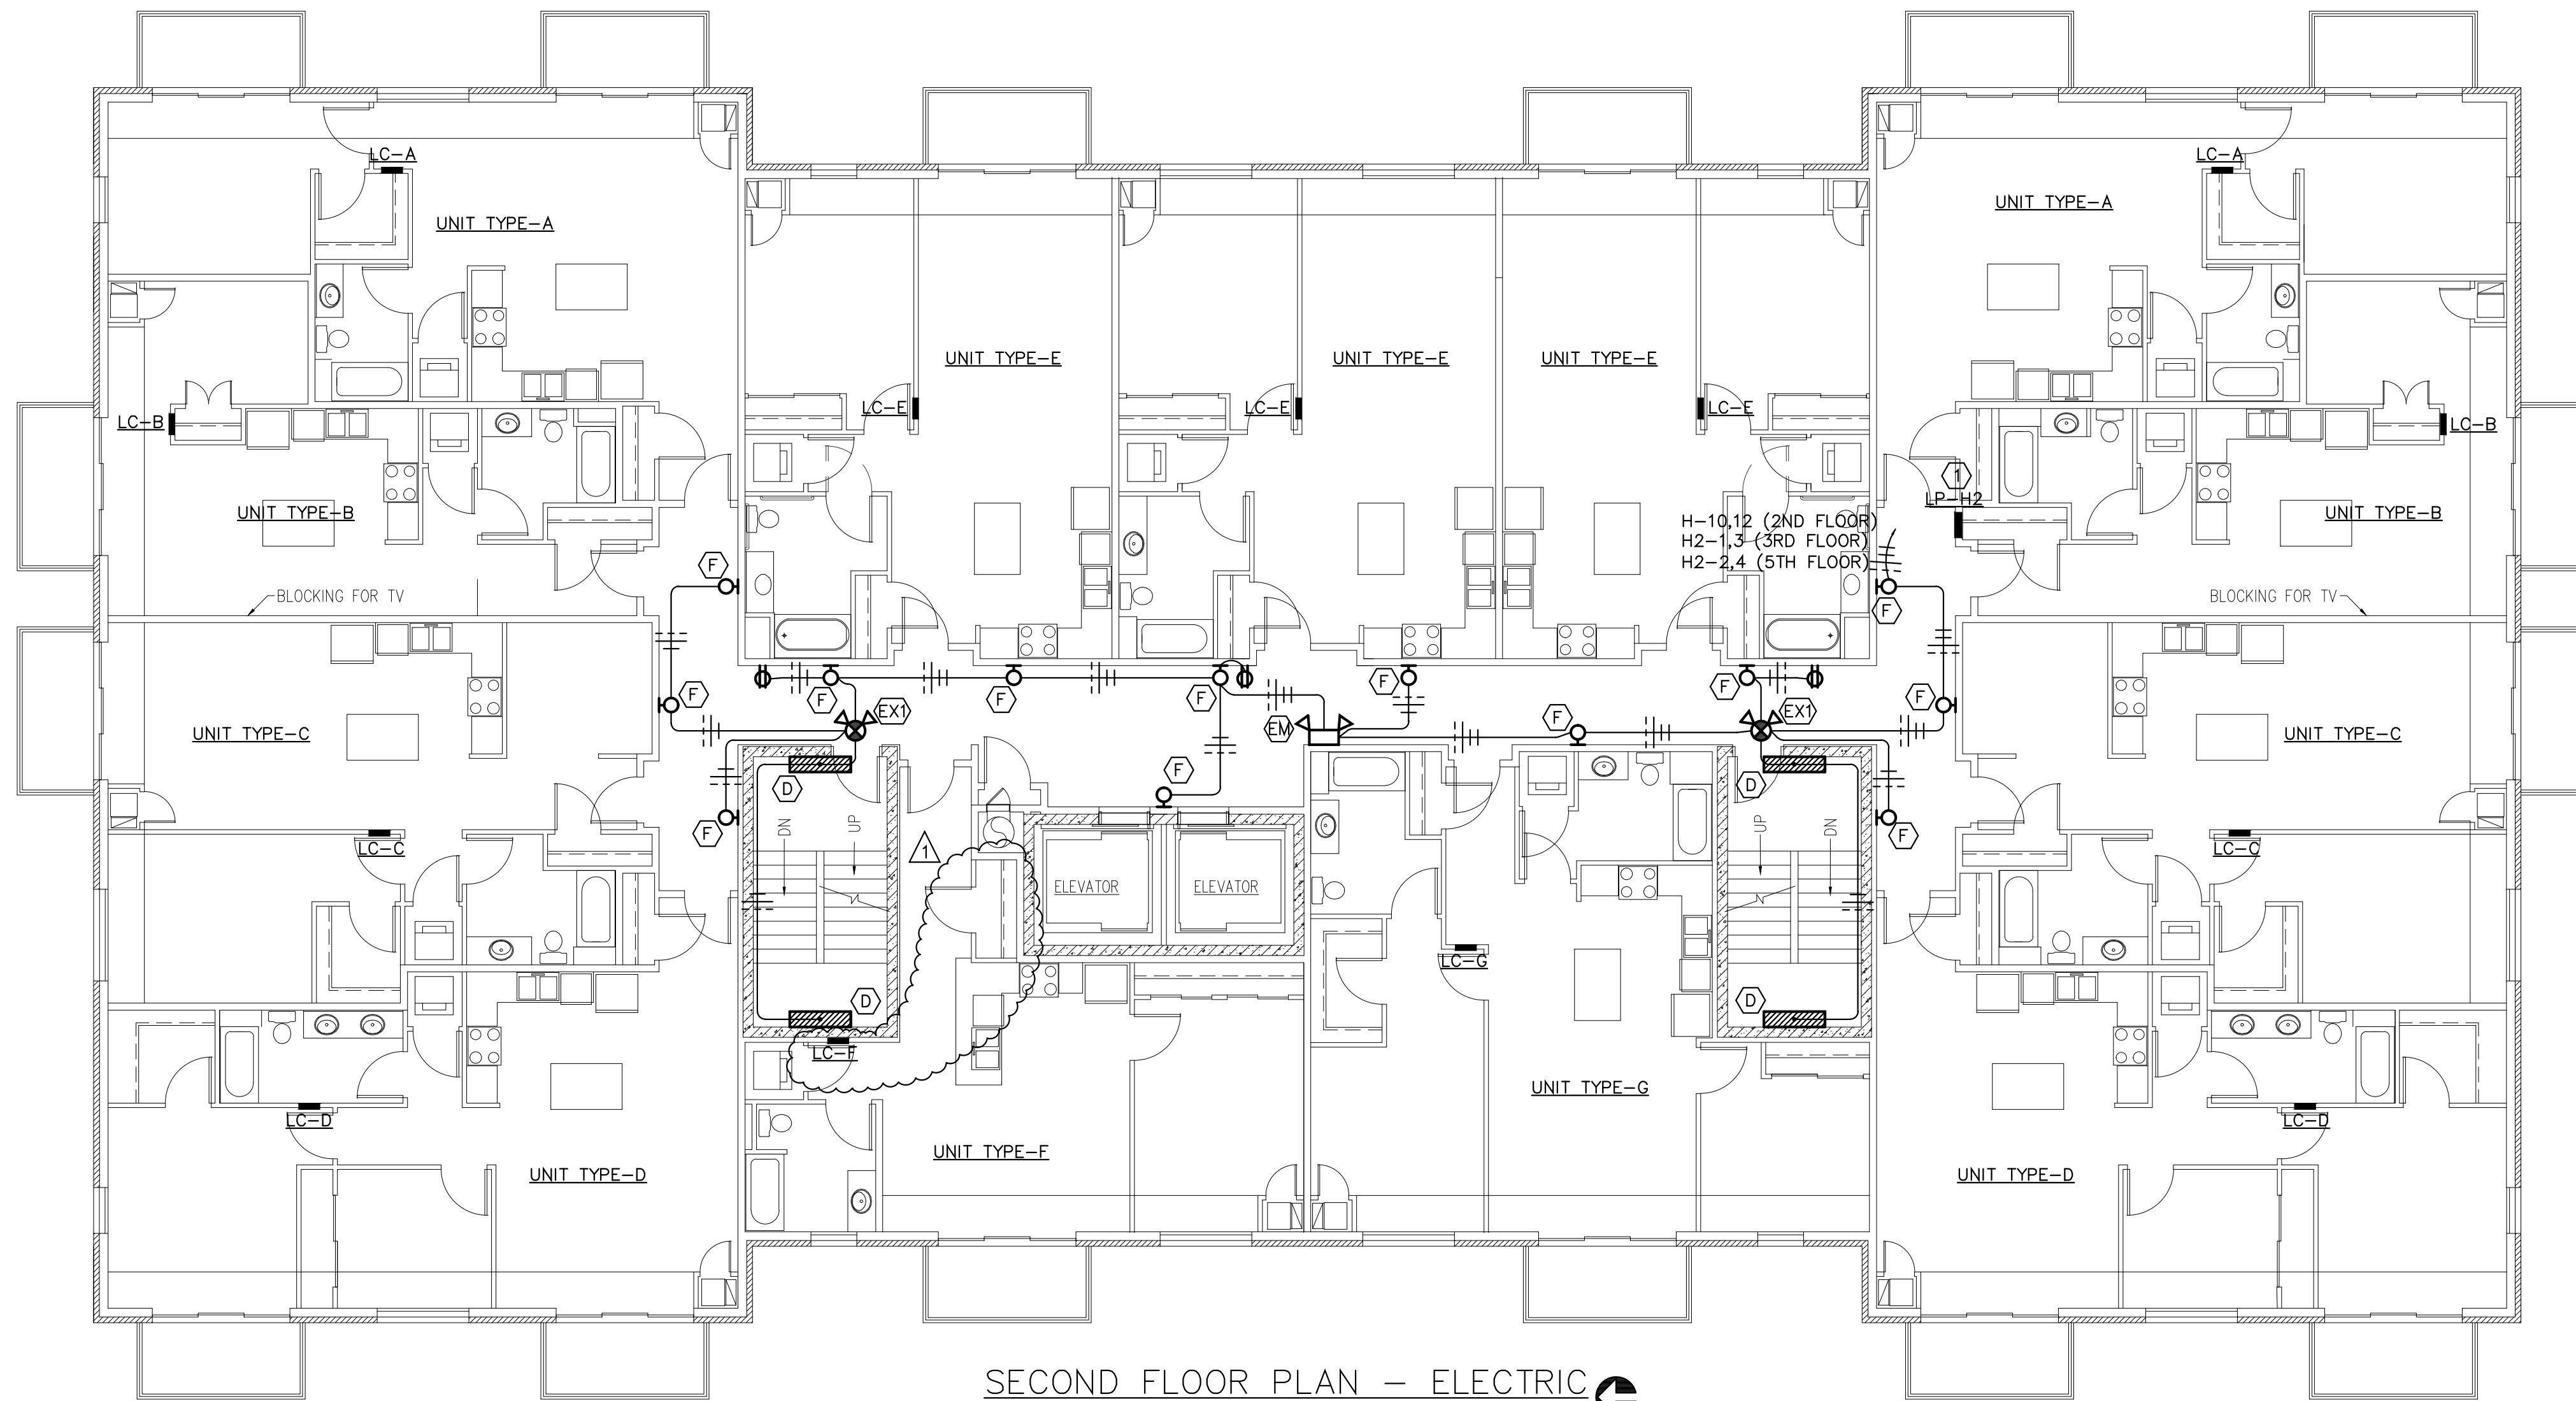 LC-A
LC-A
UNIT TYPE-A
UNIT TYPE-A
UNIT TYPE-E
UNIT TYPE-E
UNIT TYPE-E
LC-B
LC-E
LC-E
LC-E
LC-B
1
LP-H2
UNIT TYPE-B
H-10,12 (2ND FLOOR)
H2-1,3 (3RD FLOOR)
H2-2,4 (5TH FLOOR)
UNIT TYPE-B
F
F
BLOCKING FOR TV
BLOCKING FOR TV
F
F
F
F
F
F
F
UNIT TYPE-C
EX1
EM
F
EX1
UNIT TYPE-C
F
D
D
F
DN
UP
UP
DN
F
LC-C
1
LC-C
ELEVATOR
ELEVATOR
LC-G
D
D
LC-F
UNIT TYPE-G
LC-D
LC-D
UNIT TYPE-D
UNIT TYPE-F
UNIT TYPE-D
SECOND FLOOR PLAN - ELECTRIC